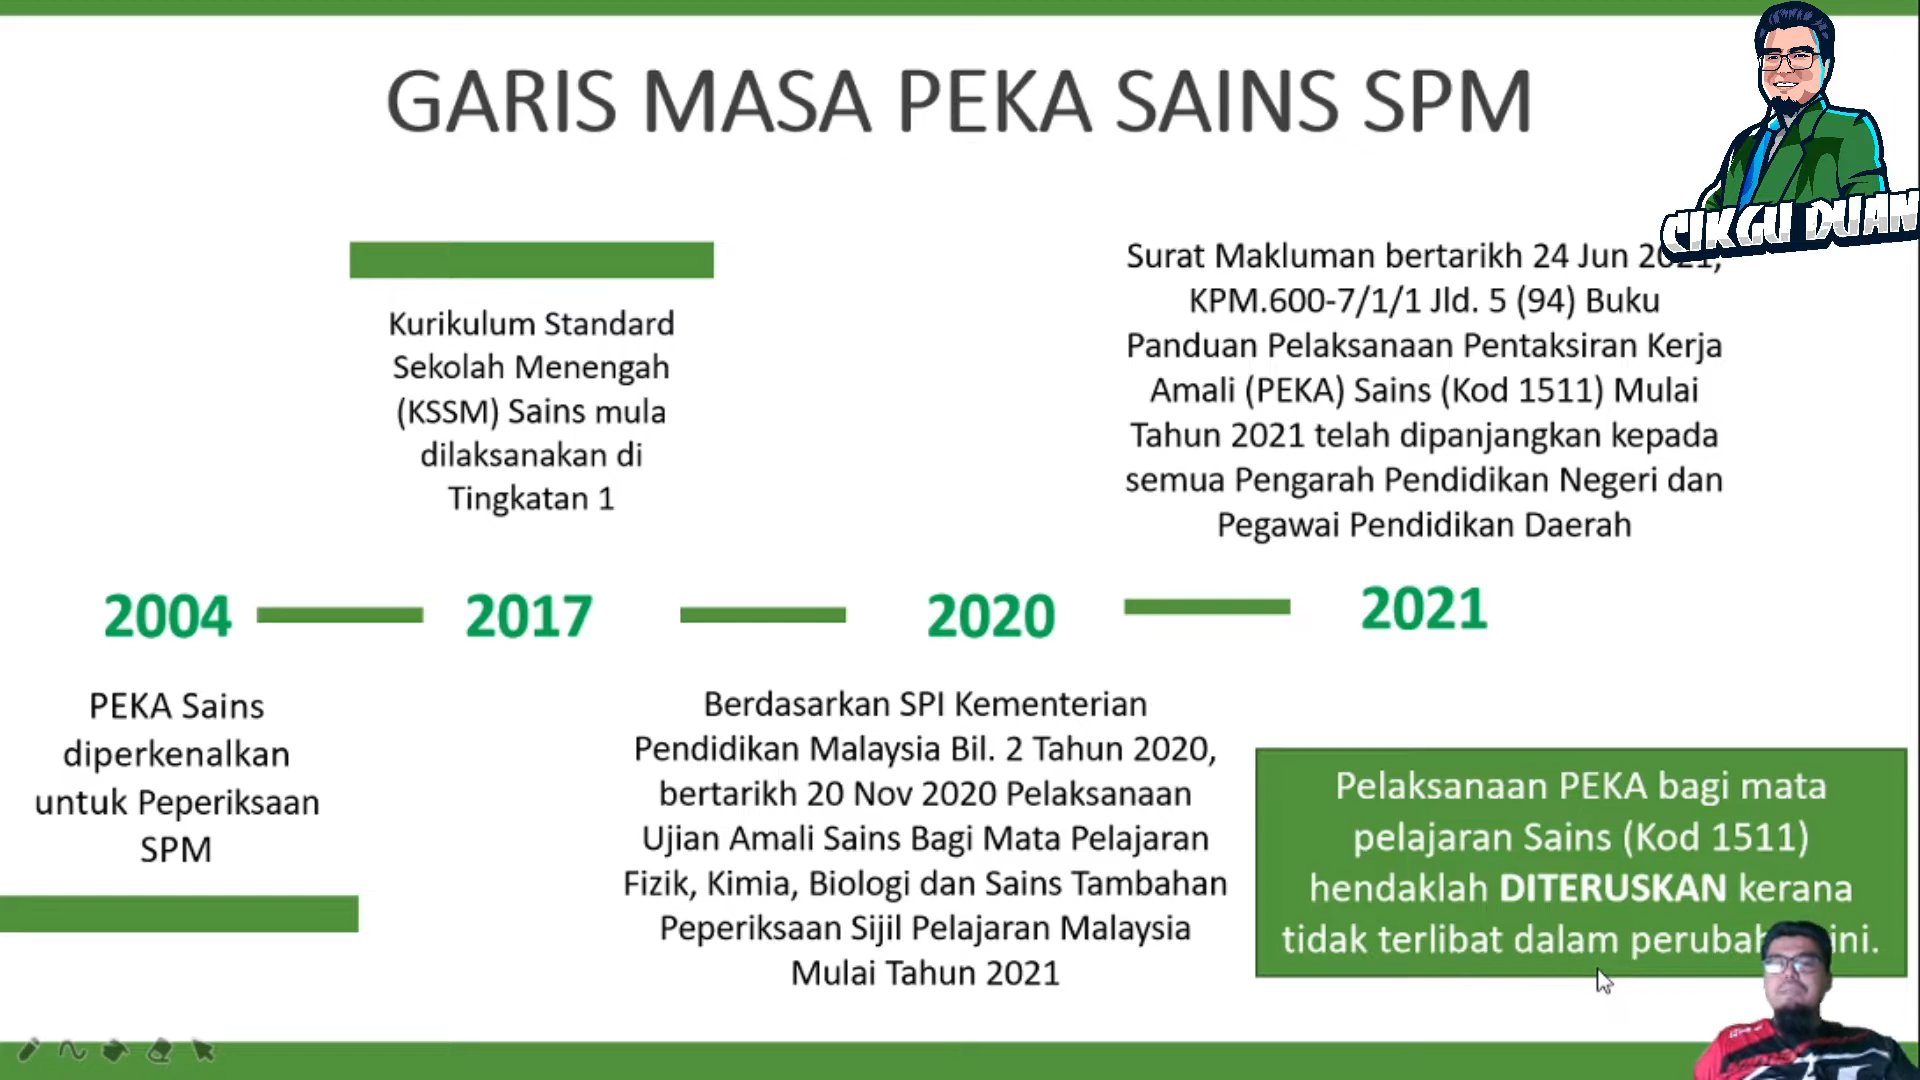 GARIS MASA PEKA SAINS SPM
CIKGU DUAN
Kurikulum Standard
Sekolah Menengah
(KSSM) Sains mula
dilaksanakan di
Tingkatan 1
Surat Makluman bertarikh 24 Jun 2021,
KPM.600-7/1/1 Jld. 5 (94) Buku
Panduan Pelaksanaan Pentaksiran Kerja
Amali (PEKA) Sains (Kod 1511) Mulai
Tahun 2021 telah dipanjangkan kepada
semua Pengarah Pendidikan Negeri dan
Pegawai Pendidikan Daerah
2004
2017
2020
2021
PEKA Sains
diperkenalkan
untuk Peperiksaan
SPM
Berdasarkan SPI Kementerian
Pendidikan Malaysia Bil. 2 Tahun 2020,
bertarikh 20 Nov 2020 Pelaksanaan
Ujian Amali Sains Bagi Mata Pelajaran
Fizik, Kimia, Biologi dan Sains Tambahan
Peperiksaan Sijil Pelajaran Malaysia
Mulai Tahun 2021
Pelaksanaan PEKA bagi mata
pelajaran Sains (Kod 1511)
hendaklah DITERUSKAN kerana
tidak terlibat dalam perubahan ini.